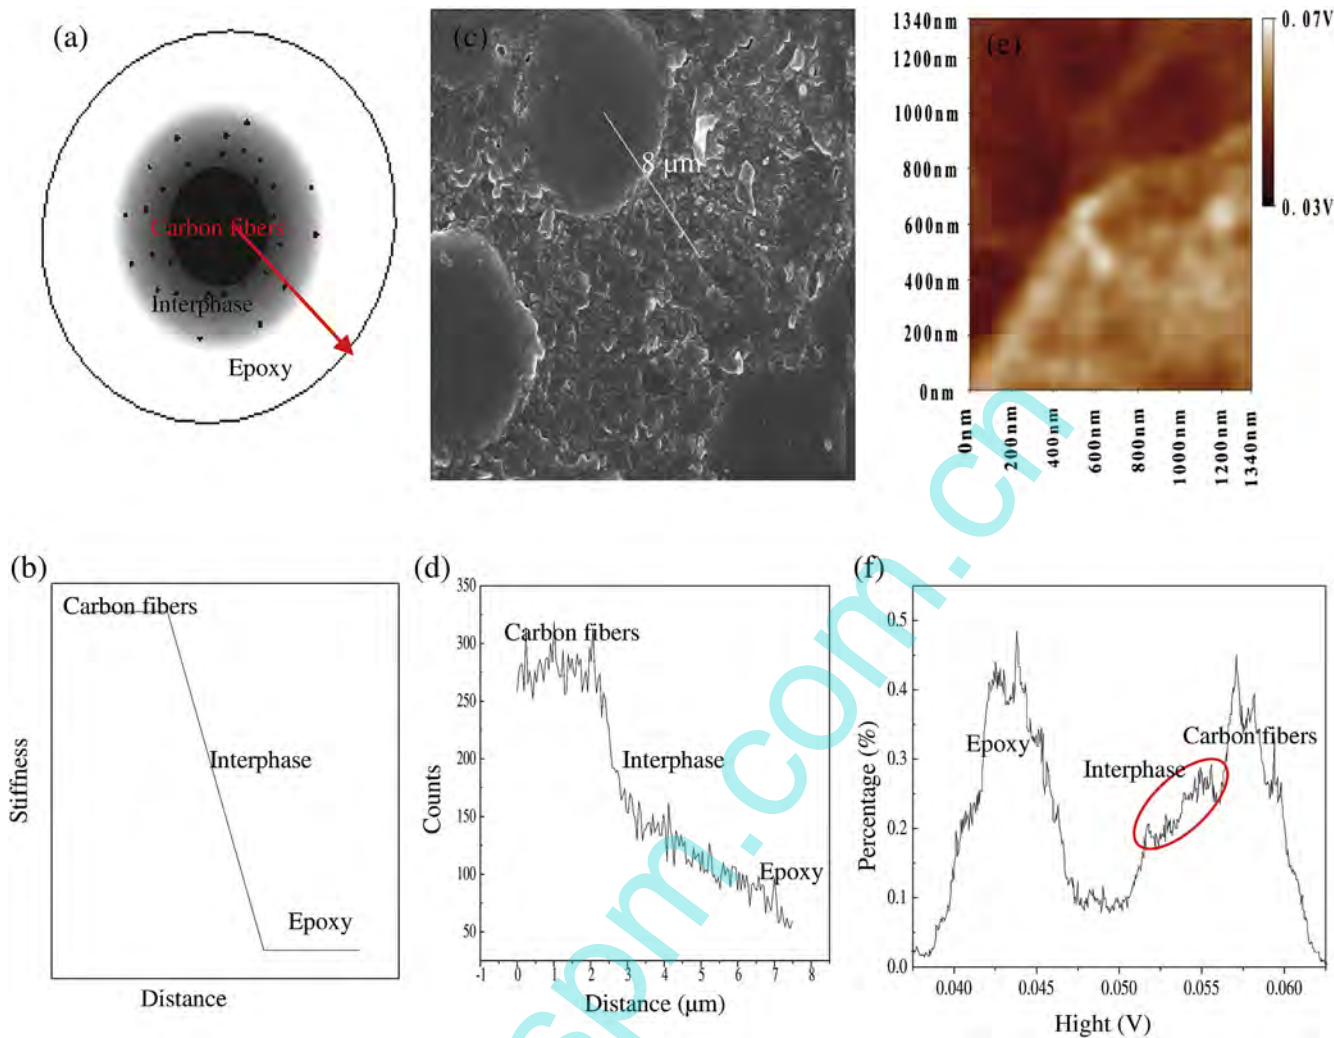 (a)
Carbon fibers
Interphase
Epoxy
(c)
8 μm
(e)
1340nm
1200nm
1000nm
800nm
600nm
400nm
200nm
0nm
0nm
200nm
400nm
600nm
800nm
1000nm
1200nm
1340nm
0.07V
0.03V
(b)
Carbon fibers
Interphase
Epoxy
Stiffness
Distance
(d)
350
300
250
200
150
100
50
Carbon fibers
Interphase
Epoxy
Counts
-1 0 1 2 3 4 5 6 7 8
Distance (μm)
(f)
0.5
0.4
0.3
0.2
0.1
0.0
Epoxy
Interphase
Carbon fibers
Percentage (%)
0.040 0.045 0.050 0.055 0.060
Hight (V)
spm.com.cn